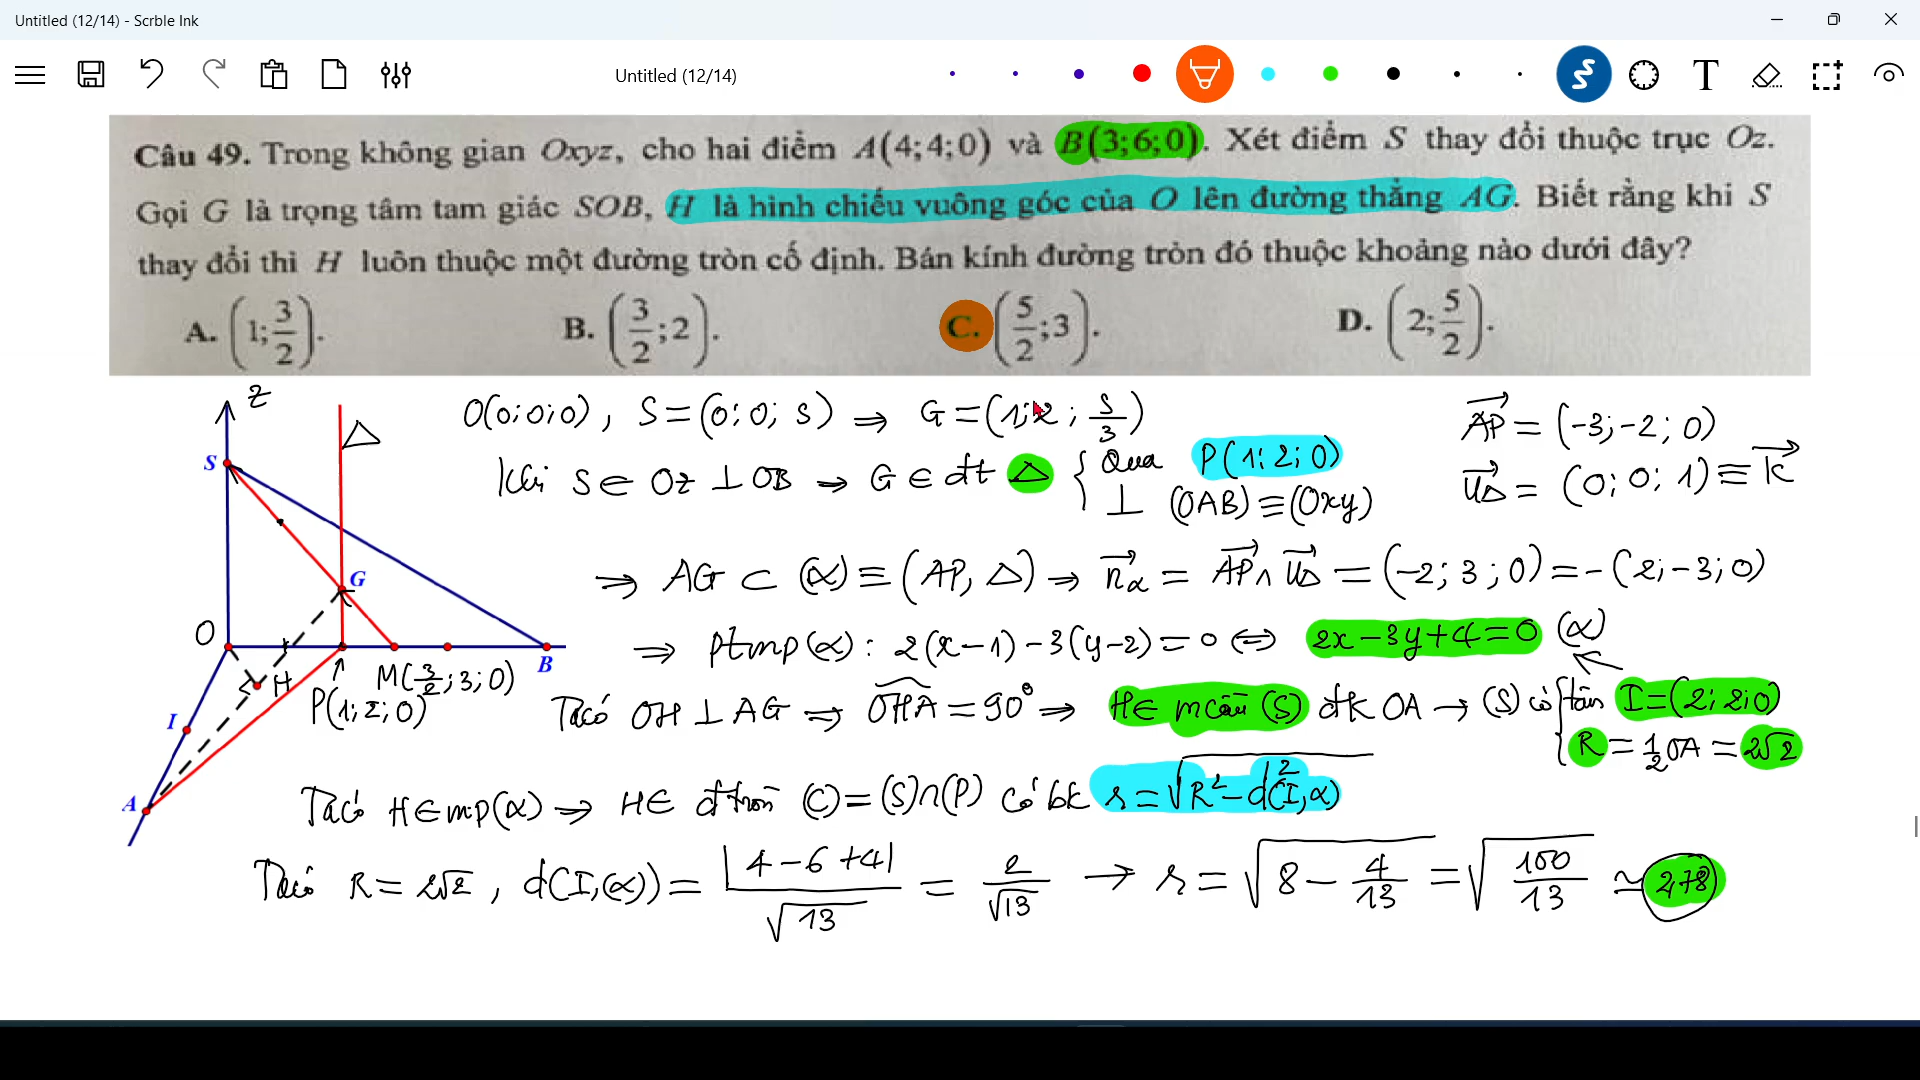 Untitled (12/14) - Scrble Ink
Untitled (12/14)
T
Câu 49. Trong không gian Oxyz, cho hai điểm A(4;4;0) và B(3;6;0). Xét điểm S thay đổi thuộc trục Oz.
Gọi G là trọng tâm tam giác SOB, H là hình chiếu vuông góc của O lên đường thẳng AG. Biết rằng khi S
thay đổi thì H luôn thuộc một đường tròn cố định. Bán kính đường tròn đó thuộc khoảng nào dưới đây?
A. (1; 3/2). B. (3/2; 2). C. (5/2; 3). D. (2; 5/2).
z
Δ
S
G
O
H
M(3/2; 3; 0)
B
P(1; 2; 0)
I
A
O(0; 0; 0), S = (0; 0; s) ⇒ G = (1; 2; s/3)
Khi S ∈ Oz ⊥ OB ⇒ G ∈ đt Δ { Qua P(1; 2; 0)
⊥ (OAB) ≡ (Oxy)
AP = (-3; -2; 0)
uΔ = (0; 0; 1) ≡ k
⇒ AG ⊂ (α) ≡ (AP, Δ) ⇒ nα = AP ∧ uΔ = (-2; 3; 0) = -(2; -3; 0)
⇒ ptmp(α): 2(x-1) - 3(y-2) = 0 ⇔ 2x - 3y + 4 = 0 (α)
Ta có OH ⊥ AG ⇒ OHA = 90° ⇒ H ∈ mcầu (S) đk OA → (S) có { tâm I = (2; 2; 0)
R = 1/2 OA = 2√2
Ta có H ∈ mp(α) ⇒ H ∈ đtròn (C) = (S) ∩ (P) có bk r = √(R² - d²(I, α))
Ta có R = 2√2, d(I, (α)) = |4 - 6 + 4| / √13 = 2/√13 → r = √(8 - 4/13) = √(100/13) ≃ 2,78